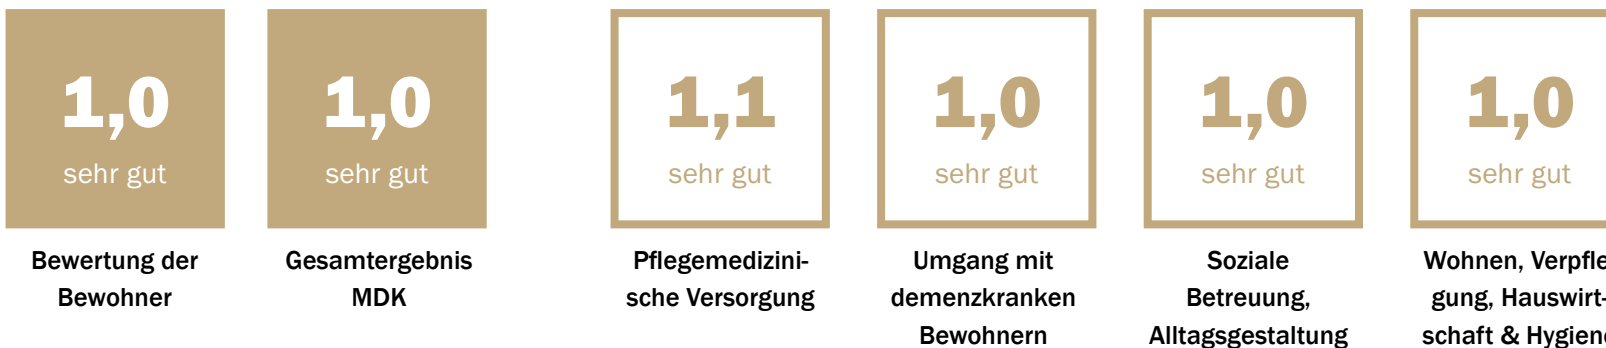 1,0
sehr gut
Bewertung der
Bewohner
1,0
sehr gut
Gesamtergebnis
MDK
1,1
sehr gut
Pflegemedizini-
sche Versorgung
1,0
sehr gut
Umgang mit
demenzkranken
Bewohnern
1,0
sehr gut
Soziale
Betreuung,
Alltagsgestaltung
1,0
sehr gut
Wohnen, Verpfle
gung, Hauswirt-
schaft & Hygiene